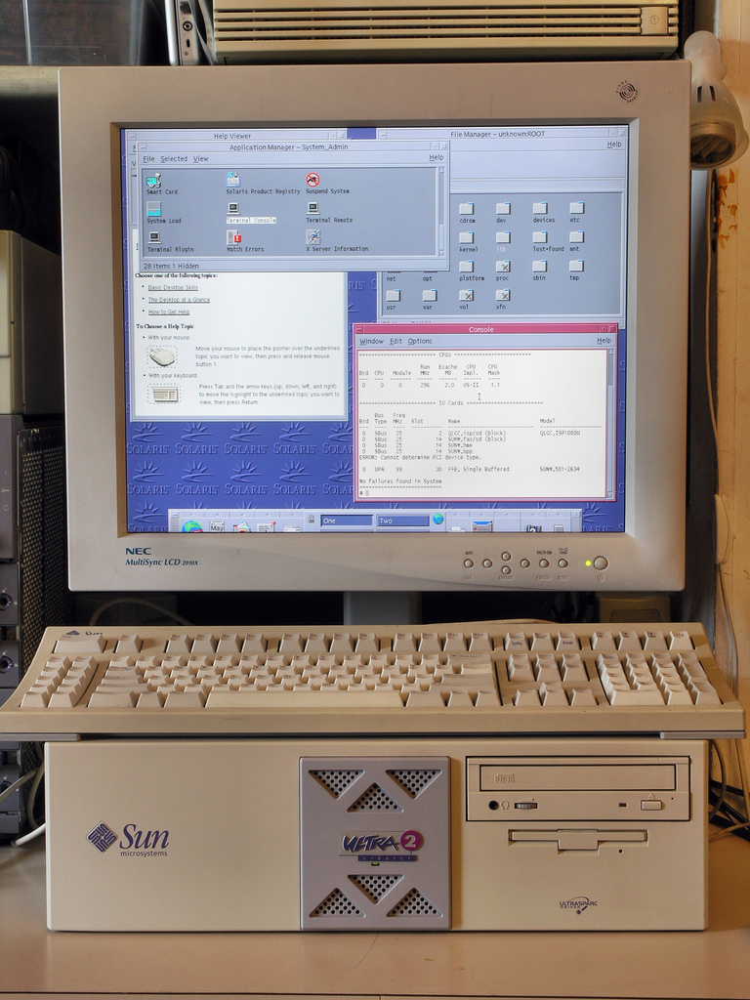 Help Viewer
File Manager - unknown:ROOT
Help
Application Manager - System_Admin
File Selected View Help
Smart Card
Solaris Product Registry
Suspend System
System Load
Terminal Console
Terminal Remote
Terminal Rlogin
Watch Errors
X Server Information
28 Items 1 Hidden
cdrom dev devices etc
kernel lib lost+found mnt
net opt platform proc sbin tmp
usr var vol xfn
Choose one of the following topics:
Basic Desktop Skills
The Desktop at a Glance
How to Get Help
To Choose a Help Topic
With your mouse
Move your mouse to place the pointer over the underlined
topic you want to view, then press and release mouse
button 1.
With your keyboard
Press Tab and the arrow keys (up, down, left, and right)
to move the highlight to the underlined topic you want to
view, then press Return.
Console
Window Edit Options Help
CPUs
Run Ecache CPU CPU
Brd CPU Module MHz MB Impl. Mask
0 0 0 296 2.0 US-II 1.1
IO Cards
Bus Freq
Brd Type MHz Slot Name Model
0 SBus 25 2 QLGC,isp/sd (block) QLGC,ISP1000U
0 SBus 25 14 SUNW,fas/sd (block)
0 SBus 25 14 SUNW,hme
0 SBus 25 14 SUNW,bpp
ERROR: Cannot determine PCI device type.
0 UPA 99 30 FFB, Single Buffered SUNW,501-2634
No failures found in System
#
SOLARIS SOLARIS SOLARIS SOLARIS SOLARIS
SOLARIS SOLARIS SOLARIS SOLARIS SOLARIS
May
One
Two
NEC
MultiSync LCD 2010X
Sun
Sun
microsystems
ULTRA 2
ULTRASPARC
DRIVEN